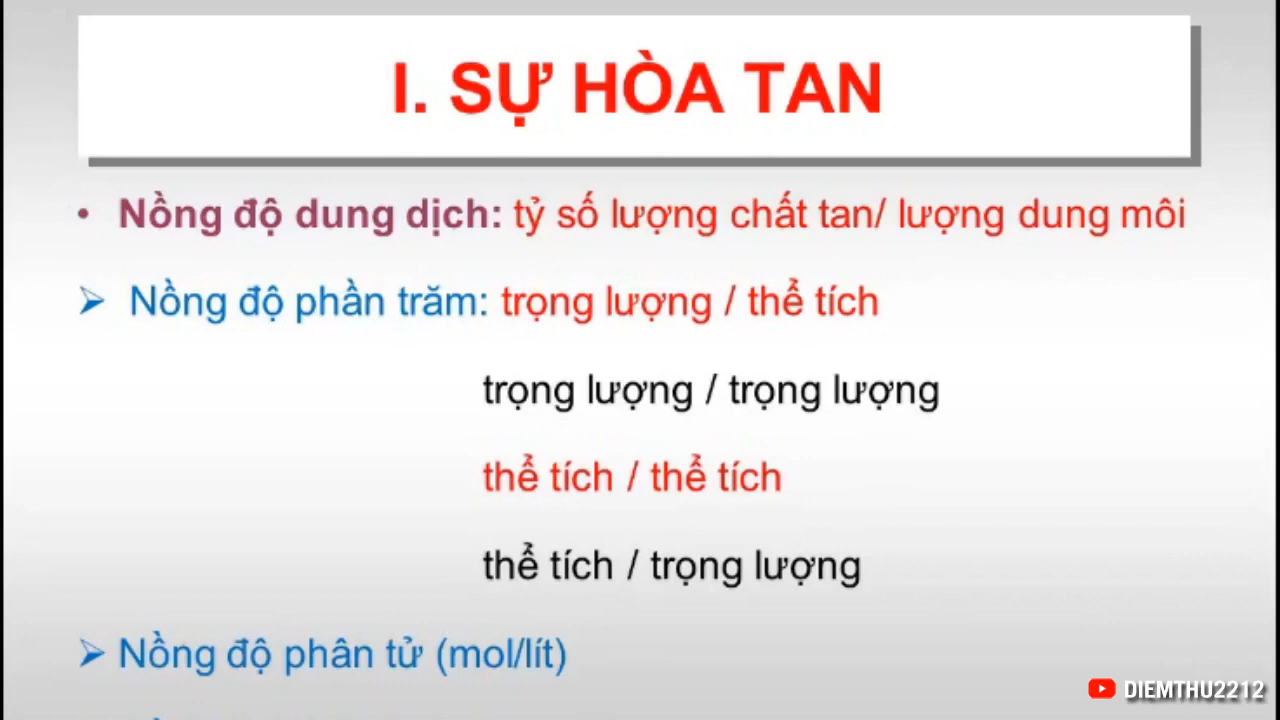 I. SỰ HÒA TAN
• Nồng độ dung dịch: tỷ số lượng chất tan/ lượng dung môi
➢ Nồng độ phần trăm: trọng lượng / thể tích
trọng lượng / trọng lượng
thể tích / thể tích
thể tích / trọng lượng
➢ Nồng độ phân tử (mol/lít)
DIEMTHU2212